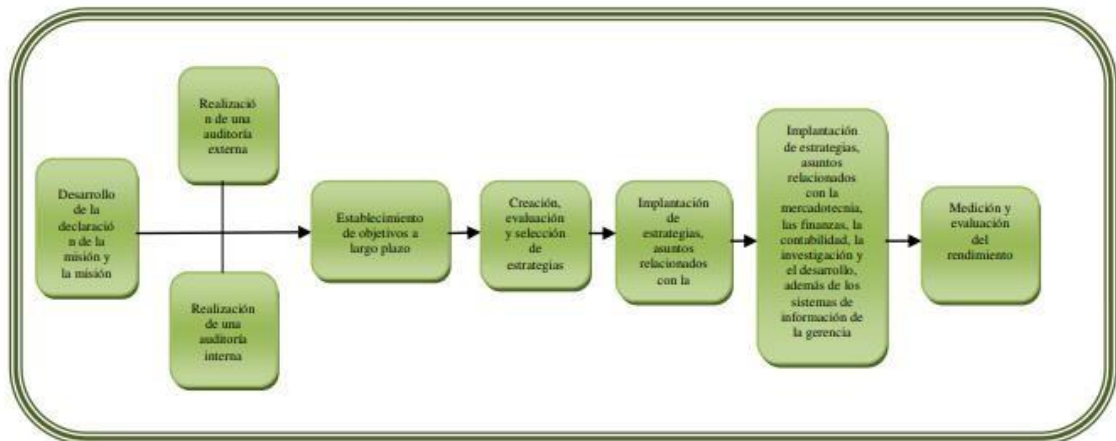 Desarrollo
de la
declaració
n de la
misión y
la misión
Realizació
n de una
auditoría
externa
Realización
de una
auditoría
interna
Establecimiento
de objetivos a
largo plazo
Creación,
evaluación
y selección
de
estrategias
Implantación
de
estrategias,
asuntos
relacionados
con la
Implantación
de estrategias,
asuntos
relacionados
con la
mercadotecnia,
las finanzas, la
contabilidad, la
investigación y
el desarrollo,
además de los
sistemas de
información de
la gerencia
Medición y
evaluación
del
rendimiento